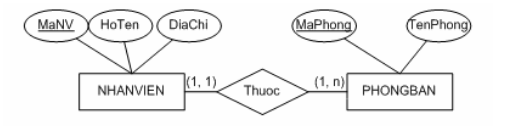 MaNV HoTen DiaChi MaPhong TenPhong
NHANVIEN (1, 1) Thuoc (1, n) PHONGBAN